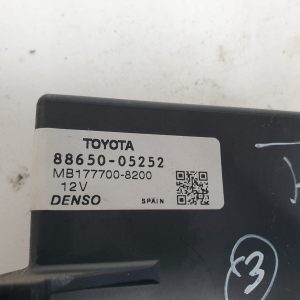 TOYOTA
88650-05252
MB177700-8200
12V
DENSO SPAIN
3